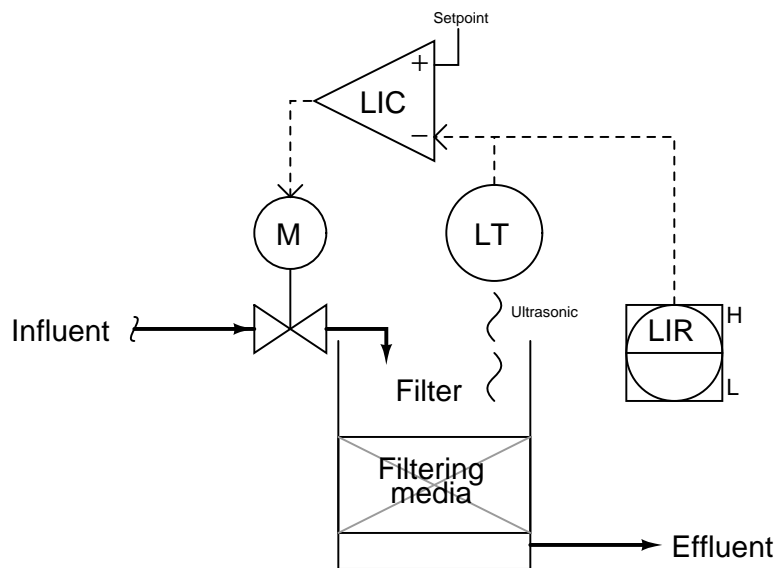 Setpoint
+
LIC
−
M
LT
Influent
Ultrasonic
H
LIR
L
Filter
Filtering
media
Effluent